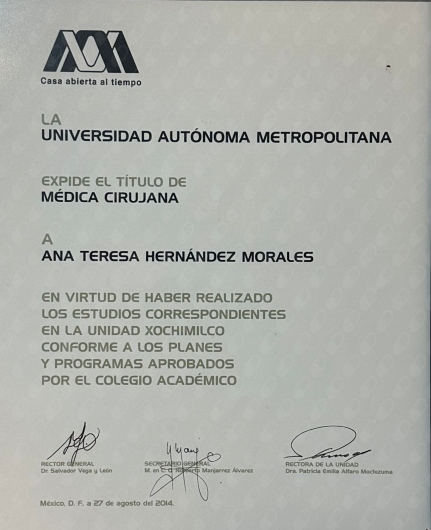 Casa abierta al tiempo
LA
UNIVERSIDAD AUTÓNOMA METROPOLITANA
EXPIDE EL TÍTULO DE
MÉDICA CIRUJANA
A
ANA TERESA HERNÁNDEZ MORALES
EN VIRTUD DE HABER REALIZADO
LOS ESTUDIOS CORRESPONDIENTES
EN LA UNIDAD XOCHIMILCO
CONFORME A LOS PLANES
Y PROGRAMAS APROBADOS
POR EL COLEGIO ACADÉMICO
RECTOR GENERAL
Dr. Salvador Vega y León
SECRETARIO GENERAL
M. en C. Q. Norberto Manjarrez Álvarez
RECTORA DE LA UNIDAD
Dra. Patricia Emilia Alfaro Moctezuma
México, D. F. a 27 de agosto del 2014.